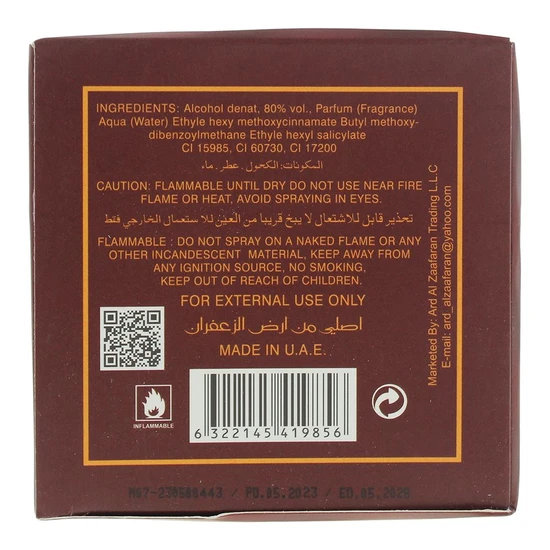 INGREDIENTS: Alcohol denat, 80% vol., Parfum (Fragrance)
Aqua (Water) Ethyle hexy methoxycinnamate Butyl methoxy-
dibenzoylmethane Ethyle hexyl salicylate
CI 15985, CI 60730, CI 17200
المكونات: الكحول. عطر. ماء
CAUTION: FLAMMABLE UNTIL DRY DO NOT USE NEAR FIRE
FLAME OR HEAT, AVOID SPRAYING IN EYES.
تحذير قابل للاشتعال لا يبخ قريبا من العين للاستعمال الخارجي فقط
FLAMMABLE : DO NOT SPRAY ON A NAKED FLAME OR ANY
OTHER INCANDESCENT MATERIAL, KEEP AWAY FROM
ANY IGNITION SOURCE, NO SMOKING,
KEEP OUT OF REACH OF CHILDREN.
FOR EXTERNAL USE ONLY
اصلي من ارض الزعفران
MADE IN U.A.E.
INFLAMMABLE
6 322145 419856
Marketed By: Ard Al Zaafaran Trading L.L.C
E-mail: ard_alzaafaran@yahoo.com
/ PD.05.2023 /